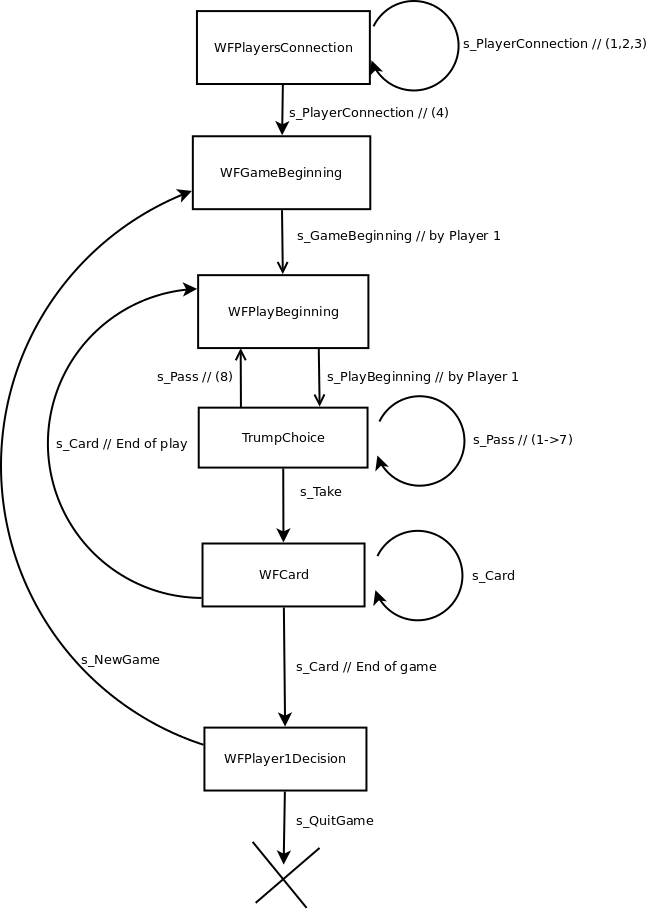 WFPlayersConnection
s_PlayerConnection // (1,2,3)
s_PlayerConnection // (4)
WFGameBeginning
s_GameBeginning // by Player 1
WFPlayBeginning
s_Pass // (8)
s_PlayBeginning // by Player 1
TrumpChoice
s_Pass // (1->7)
s_Card // End of play
s_Take
WFCard
s_Card
s_NewGame
s_Card // End of game
WFPlayer1Decision
s_QuitGame